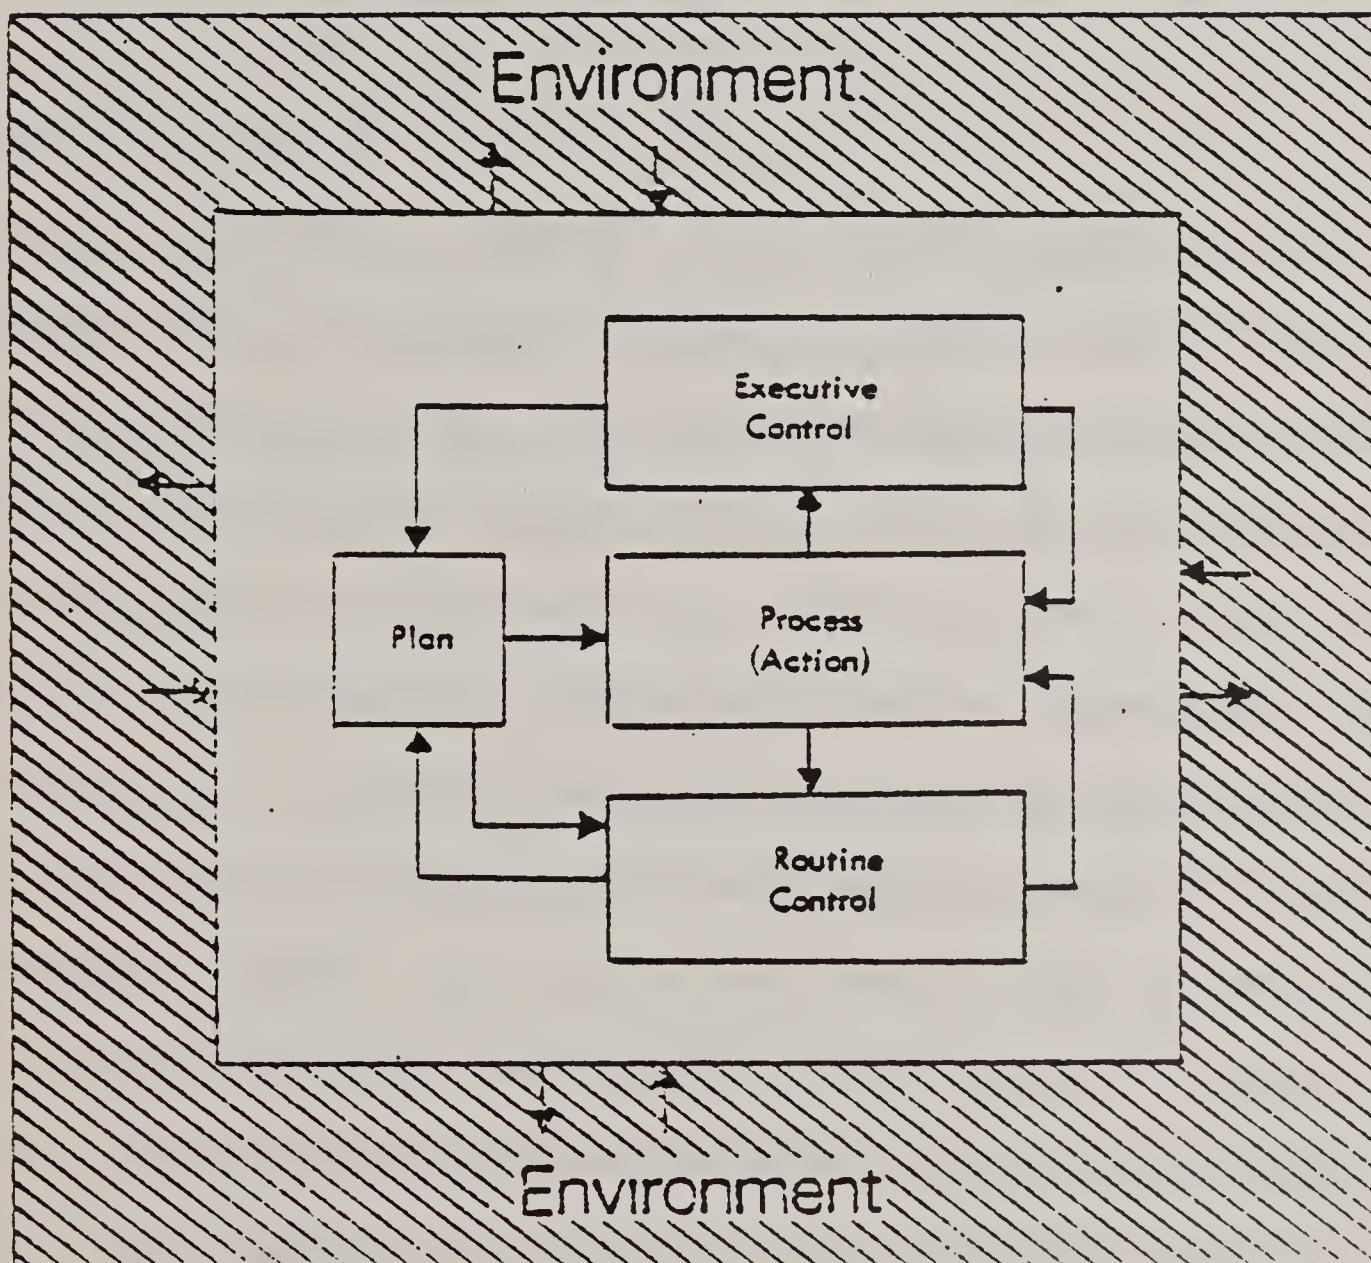 Environment
Executive
Control
Plan
Process
(Action)
Routine
Control
Environment